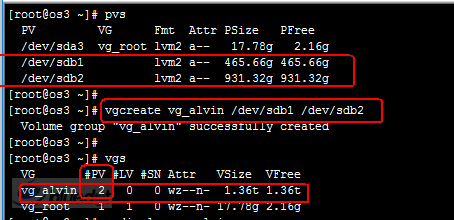 [root@os3 ~]# pvs
PV VG Fmt Attr PSize PFree
/dev/sda3 vg_root lvm2 a-- 17.78g 2.16g
/dev/sdb1 lvm2 a-- 465.66g 465.66g
/dev/sdb2 lvm2 a-- 931.32g 931.32g
[root@os3 ~]#
[root@os3 ~]# vgcreate vg_alvin /dev/sdb1 /dev/sdb2
Volume group "vg_alvin" successfully created
[root@os3 ~]#
[root@os3 ~]# vgs
VG #PV #LV #SN Attr VSize VFree
vg_alvin 2 0 0 wz--n- 1.36t 1.36t
vg_root 1 1 0 wz--n- 17.78g 2.16g